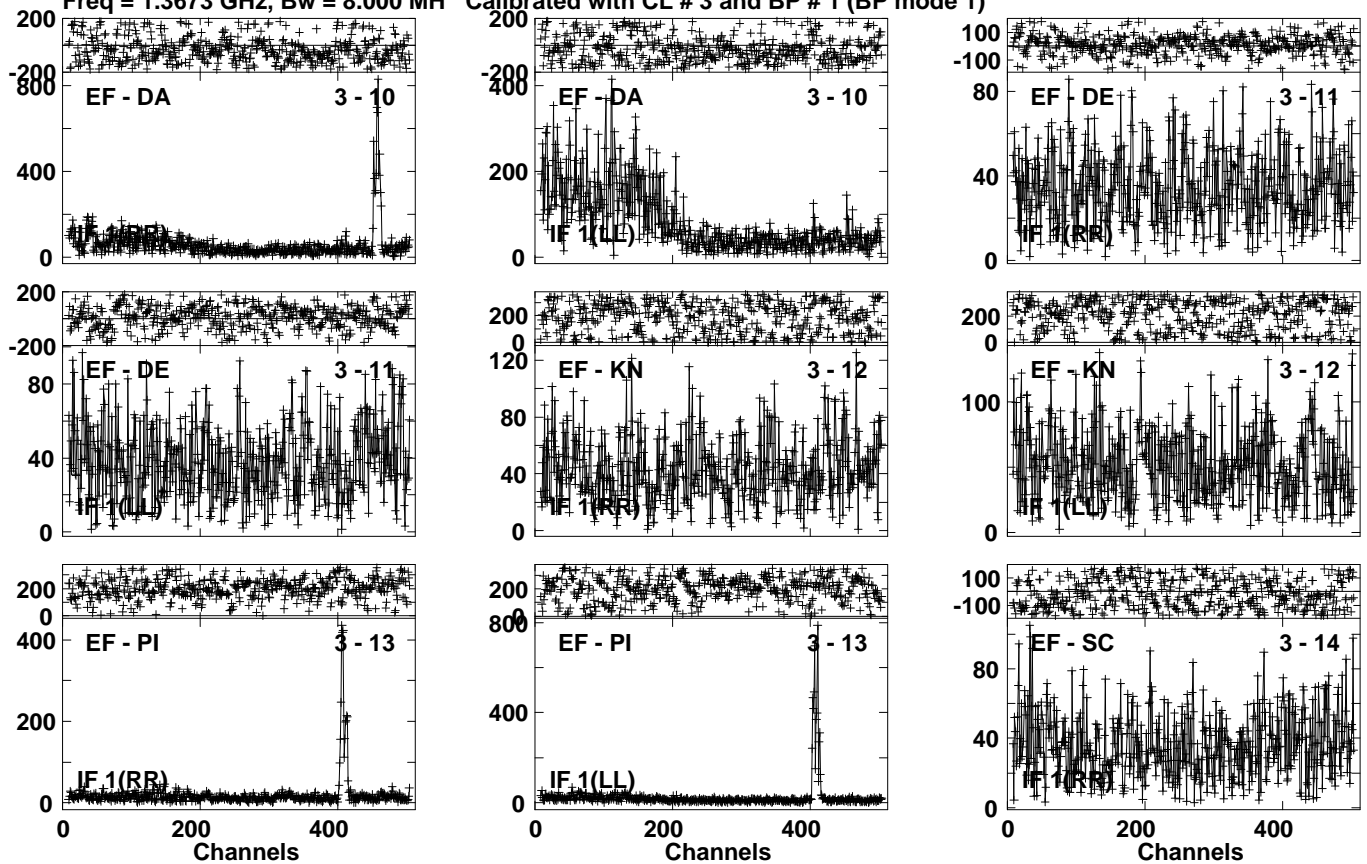 Freq = 1.3673 GHz, Bw = 8.000 MH Calibrated with CL # 3 and BP # 1 (BP mode 1)
200
-200
800
400
0
EF - DA 3 - 10
IF 1(RR)
200
-200
400
200
0
EF - DA 3 - 10
IF 1(LL)
100
-100
80
40
0
EF - DE 3 - 11
IF 1(RR)
200
-200
80
40
0
EF - DE 3 - 11
IF 1(LL)
200
0
120
80
40
0
EF - KN 3 - 12
IF 1(RR)
200
0
100
0
EF - KN 3 - 12
IF 1(LL)
200
0
400
200
0
EF - PI 3 - 13
IF 1(RR)
0 200 400
Channels
200
0
800
400
0
EF - PI 3 - 13
IF 1(LL)
0 200 400
Channels
100
-100
80
40
0
EF - SC 3 - 14
IF 1(RR)
0 200 400
Channels